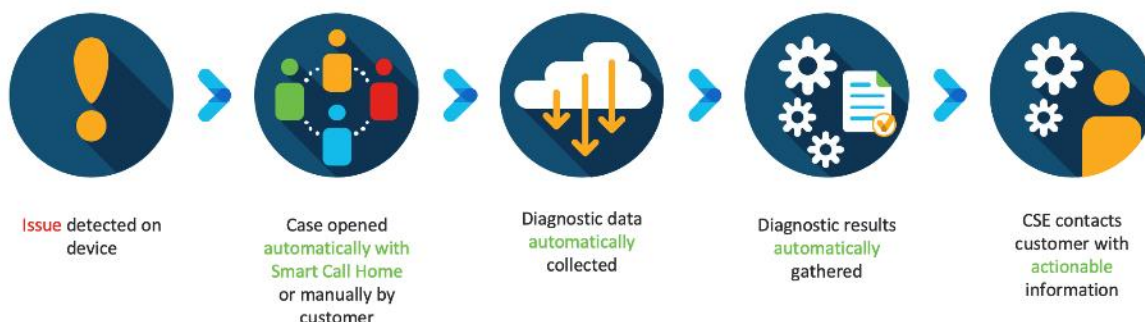 Issue detected on
device
Case opened
automatically with
Smart Call Home
or manually by
customer
Diagnostic data
automatically
collected
Diagnostic results
automatically
gathered
CSE contacts
customer with
actionable
information